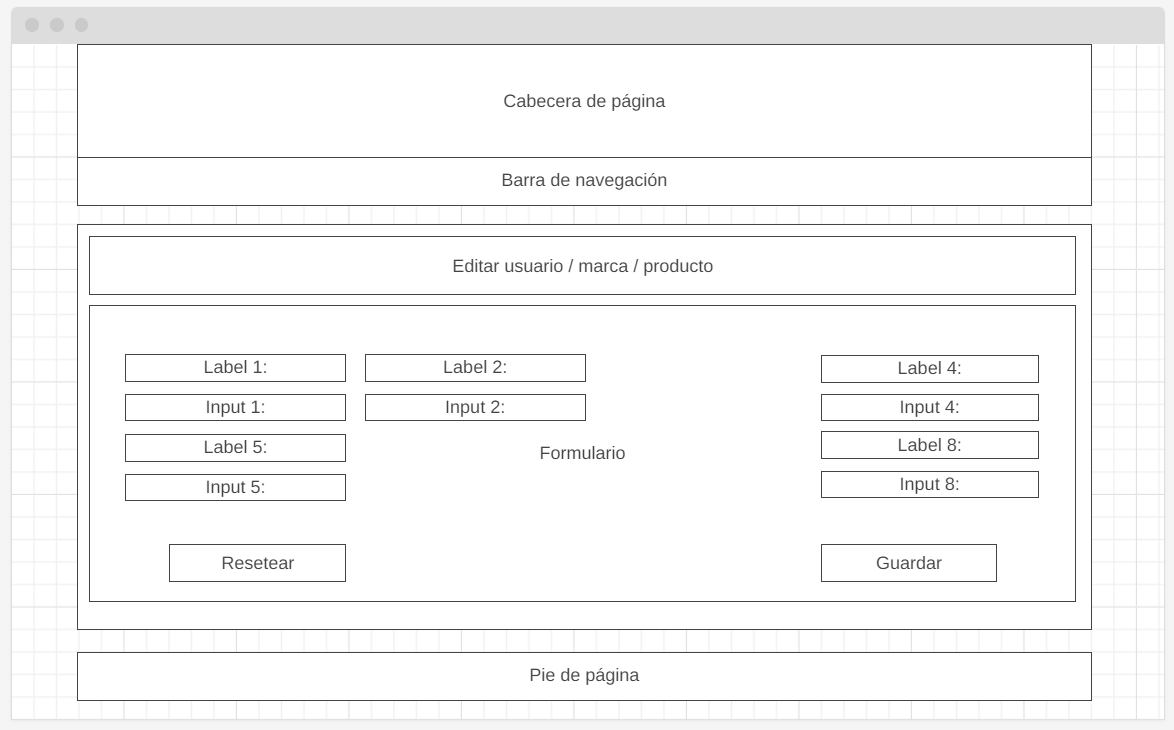 Cabecera de página
Barra de navegación
Editar usuario / marca / producto
Label 1:
Label 2:
Label 4:
Input 1:
Input 2:
Input 4:
Label 5:
Label 8:
Formulario
Input 5:
Input 8:
Resetear
Guardar
Pie de página